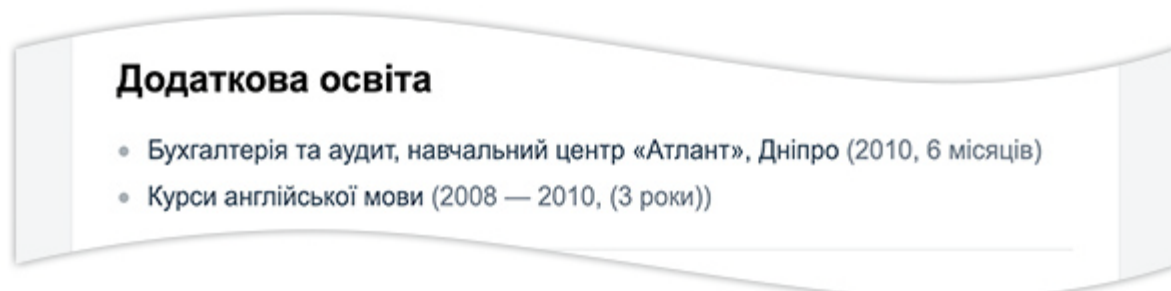 Додаткова освіта
Бухгалтерія та аудит, навчальний центр «Атлант», Дніпро (2010, 6 місяців)
Курси англійської мови (2008 — 2010, (3 роки))